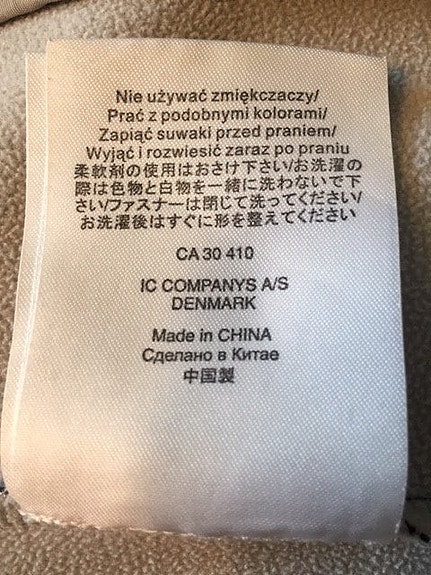 Nie używać zmiękczaczy/
Prać z podobnymi kolorami/
Zapiąć suwaki przed praniem/
Wyjąć i rozwiesić zaraz po praniu
柔軟剤の使用はおさけ下さい/お洗濯の
際は色物と白物を一緒に洗わないで下
さい/ファスナーは閉じて洗ってください/
お洗濯後はすぐに形を整えてください
CA 30 410
IC COMPANYS A/S
DENMARK
Made in CHINA
Сделано в Китае
中国製